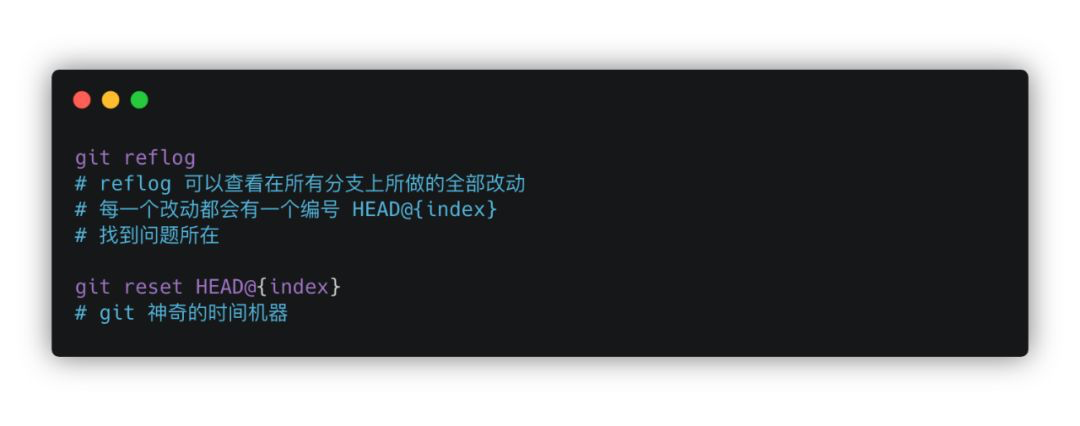 git reflog
# reflog 可以查看在所有分支上所做的全部改动
# 每一个改动都会有一个编号 HEAD@{index}
# 找到问题所在
git reset HEAD@{index}
# git 神奇的时间机器